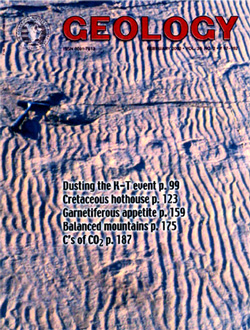 GEOLOGY
Dusting the K–T event p. 99
Cretaceous hothouse p. 123
Garnetiferous appetite p. 159
Balanced mountains p. 175
C's of CO2 p. 187